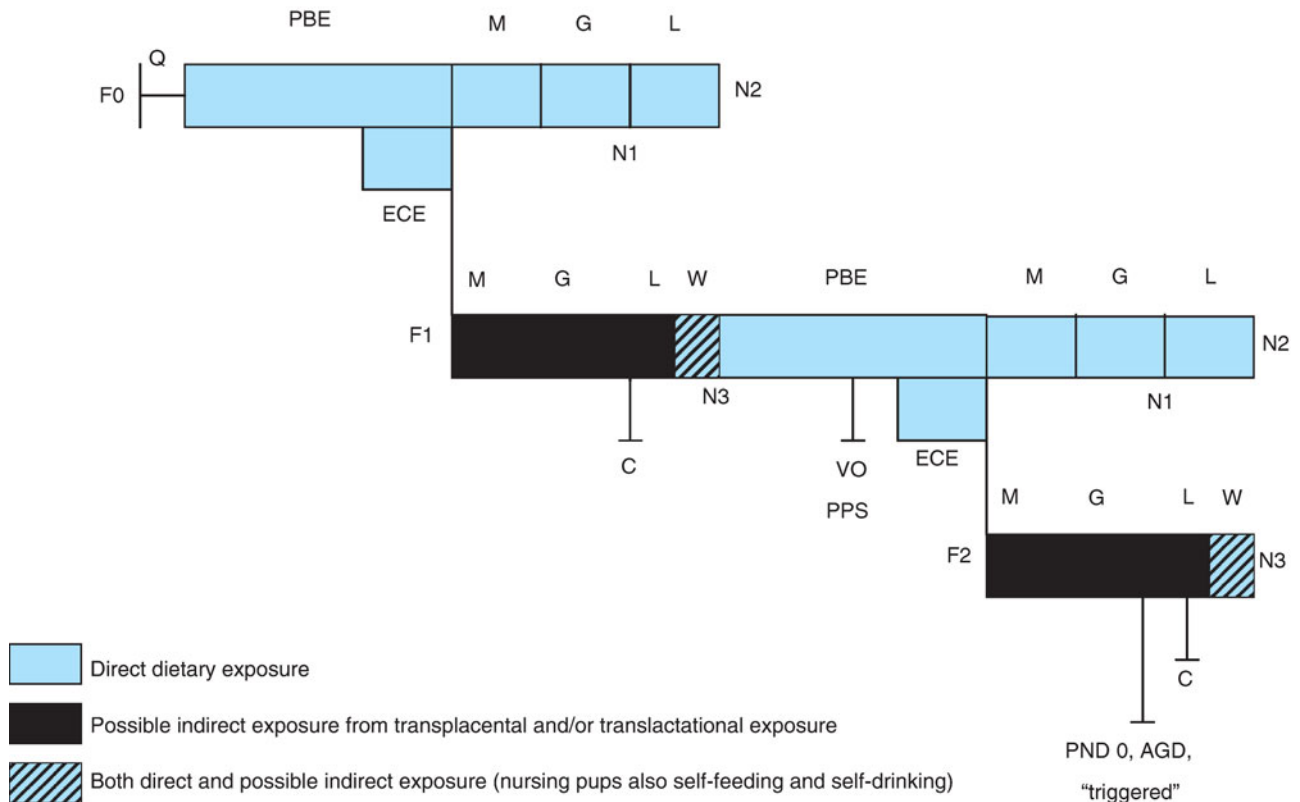 PBE M G L
Q
F0 N2
N1
ECE
M G L W PBE M G L
F1 N2
N3 N1
C VO ECE
PPS
M G L W
F2 N3
Direct dietary exposure
C
Possible indirect exposure from transplacental and/or translactational exposure
PND 0, AGD,
Both direct and possible indirect exposure (nursing pups also self-feeding and self-drinking)
“triggered”